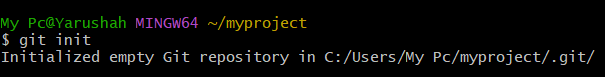 My Pc@Yarushah MINGW64 ~/myproject
$ git init
Initialized empty Git repository in C:/Users/My Pc/myproject/.git/